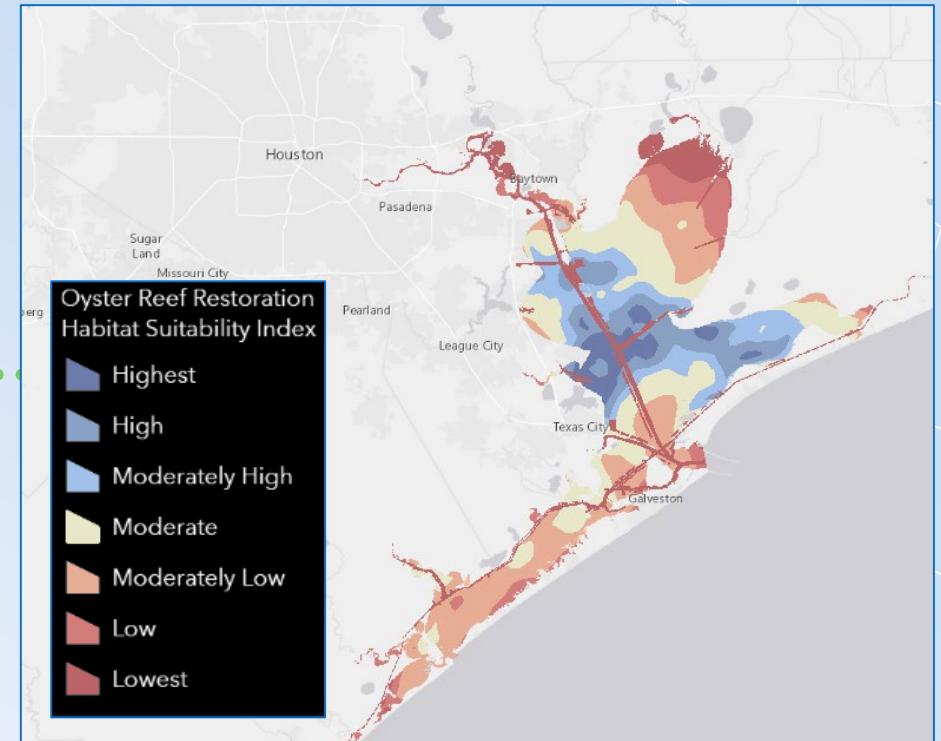 Houston
Baytown
Pasadena
Sugar
Land
Missouri City
erg
Pearland
League City
Texas City
Galveston
Oyster Reef Restoration
Habitat Suitability Index
Highest
High
Moderately High
Moderate
Moderately Low
Low
Lowest